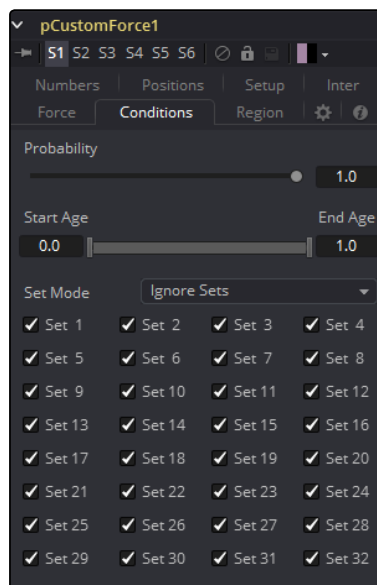 pCustomForce1
S1 S2 S3 S4 S5 S6
Numbers Positions Setup Inter
Force Conditions Region
Probability
1.0
Start Age End Age
0.0 1.0
Set Mode Ignore Sets
Set 1 Set 2 Set 3 Set 4
Set 5 Set 6 Set 7 Set 8
Set 9 Set 10 Set 11 Set 12
Set 13 Set 14 Set 15 Set 16
Set 17 Set 18 Set 19 Set 20
Set 21 Set 22 Set 23 Set 24
Set 25 Set 26 Set 27 Set 28
Set 29 Set 30 Set 31 Set 32